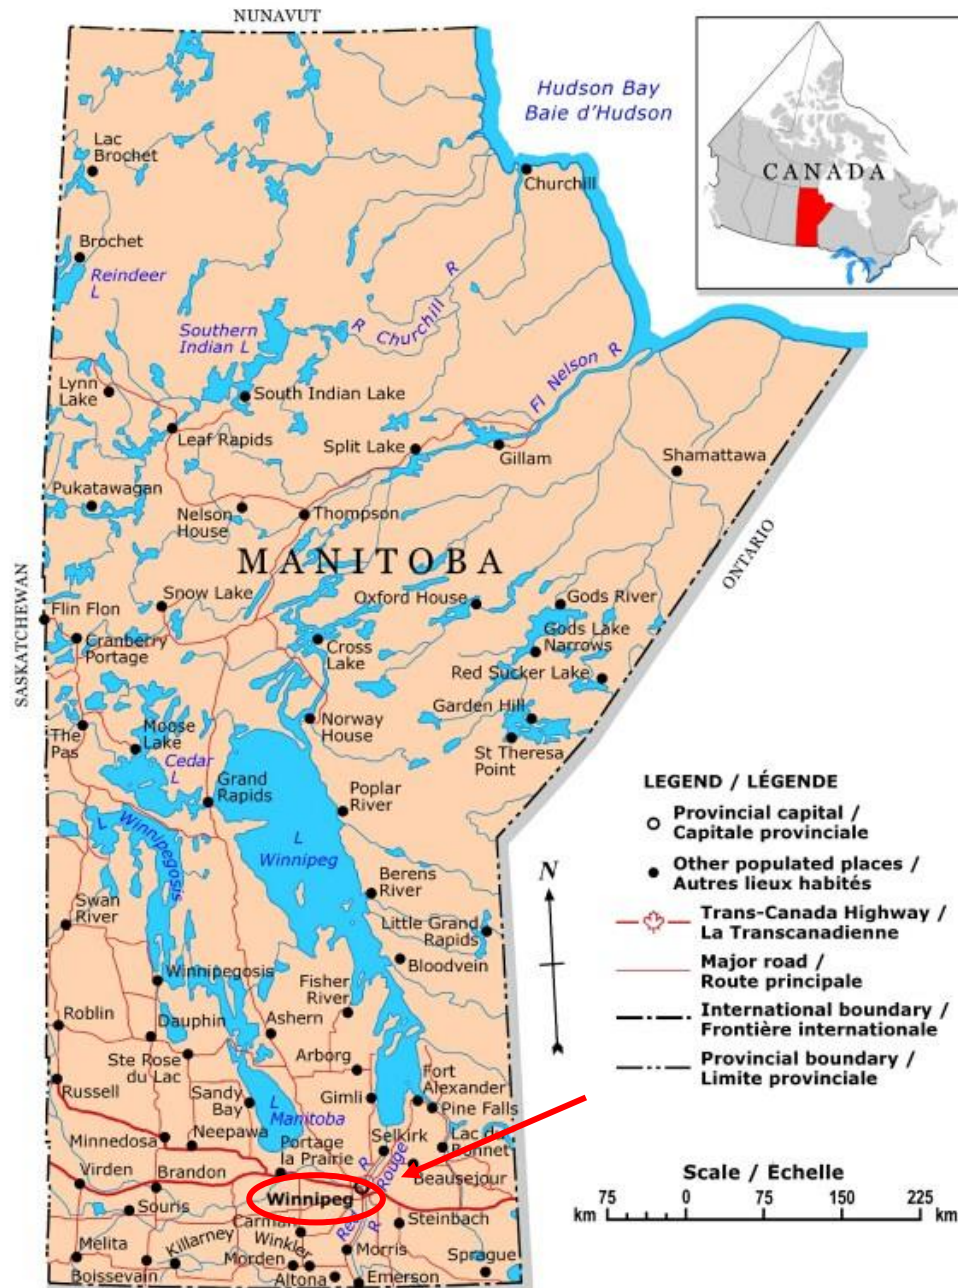 NUNAVUT
Hudson Bay
Baie d'Hudson
CANADA
Lac
Brochet
Churchill
Brochet
Reindeer
L
R Churchill R
Southern
Indian L
Fl Nelson R
Lynn
Lake
South Indian Lake
Leaf Rapids
Split Lake
Gillam
Shamattawa
Pukatawagan
Nelson
House
Thompson
MANITOBA
ONTARIO
SASKATCHEWAN
Snow Lake
Oxford House
Gods River
Flin Flon
Cranberry
Portage
Cross
Lake
Gods Lake
Narrows
Red Sucker Lake
Garden Hill
Norway
House
The
Pas
Moose
Lake
Cedar
L
St Theresa
Point
Grand
Rapids
Poplar
River
L Winnipegosis
L
Winnipeg
Berens
River
Swan
River
Little Grand
Rapids
Bloodvein
Winnipegosis
Fisher
River
Roblin
Dauphin
Ashern
Ste Rose
du Lac
Arborg
Fort
Alexander
Russell
Sandy
Bay
L
Manitoba
Gimli
Pine Falls
Minnedosa
Neepawa
Portage
la Prairie
Selkirk
Lac du
Bonnet
Virden
Brandon
Beausejour
Winnipeg
R Rouge
Red R
Souris
Carman
Steinbach
Melita
Killarney
Winkler
Morden
Morris
Sprague
Boissevain
Altona
Emerson
LEGEND / LÉGENDE
Provincial capital /
Capitale provinciale
Other populated places /
Autres lieux habités
Trans-Canada Highway /
La Transcanadienne
Major road /
Route principale
International boundary /
Frontière internationale
Provincial boundary /
Limite provinciale
N
Scale / Echelle
75 0 75 150 225
km km